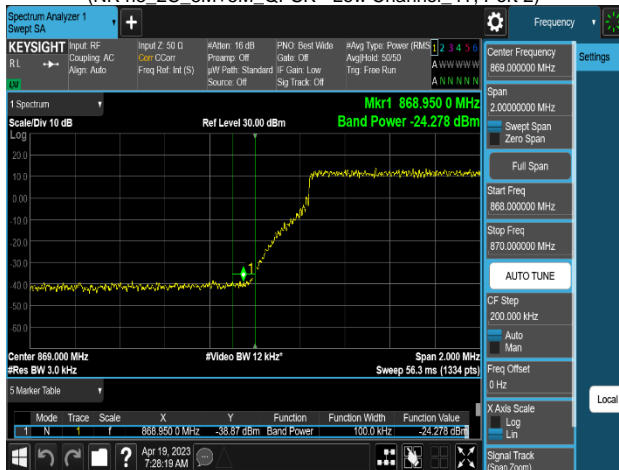 Spectrum Analyzer 1
Swept SA
+
Frequency
KEYSIGHT
RL
Input: RF
Coupling: AC
Align: Auto
Input Z: 50 Ω
Corr CCorr
Freq Ref: Int (S)
#Atten: 16 dB
Preamp: Off
µW Path: Standard
Source: Off
PNO: Best Wide
Gate: Off
IF Gain: Low
Sig Track: Off
#Avg Type: Power (RMS
Avg|Hold: 50/50
Trig: Free Run
1 2 3 4 5 6
A W W W W W
A N N N N N
Center Frequency
869.000000 MHz
Settings
1 Spectrum
Scale/Div 10 dB
Log
Ref Level 30.00 dBm
Mkr1 868.950 0 MHz
Band Power -24.278 dBm
Span
2.00000000 MHz
Swept Span
Zero Span
Full Span
Start Freq
868.000000 MHz
Stop Freq
870.000000 MHz
AUTO TUNE
CF Step
200.000 kHz
Auto
Man
Freq Offset
0 Hz
X Axis Scale
Log
Lin
Signal Track
(Span Zoom)
Local
20.0
10.0
0.00
-10.0
-20.0
-30.0
-40.0
-50.0
-60.0
1
Center 869.000 MHz
#Res BW 3.0 kHz
#Video BW 12 kHz*
Span 2.000 MHz
Sweep 56.3 ms (1334 pts)
5 Marker Table
Mode Trace Scale X Y Function Function Width Function Value
1 N 1 f 868.950 0 MHz -38.87 dBm Band Power 100.0 kHz -24.278 dBm
?
Apr 19, 2023
7:28:19 AM